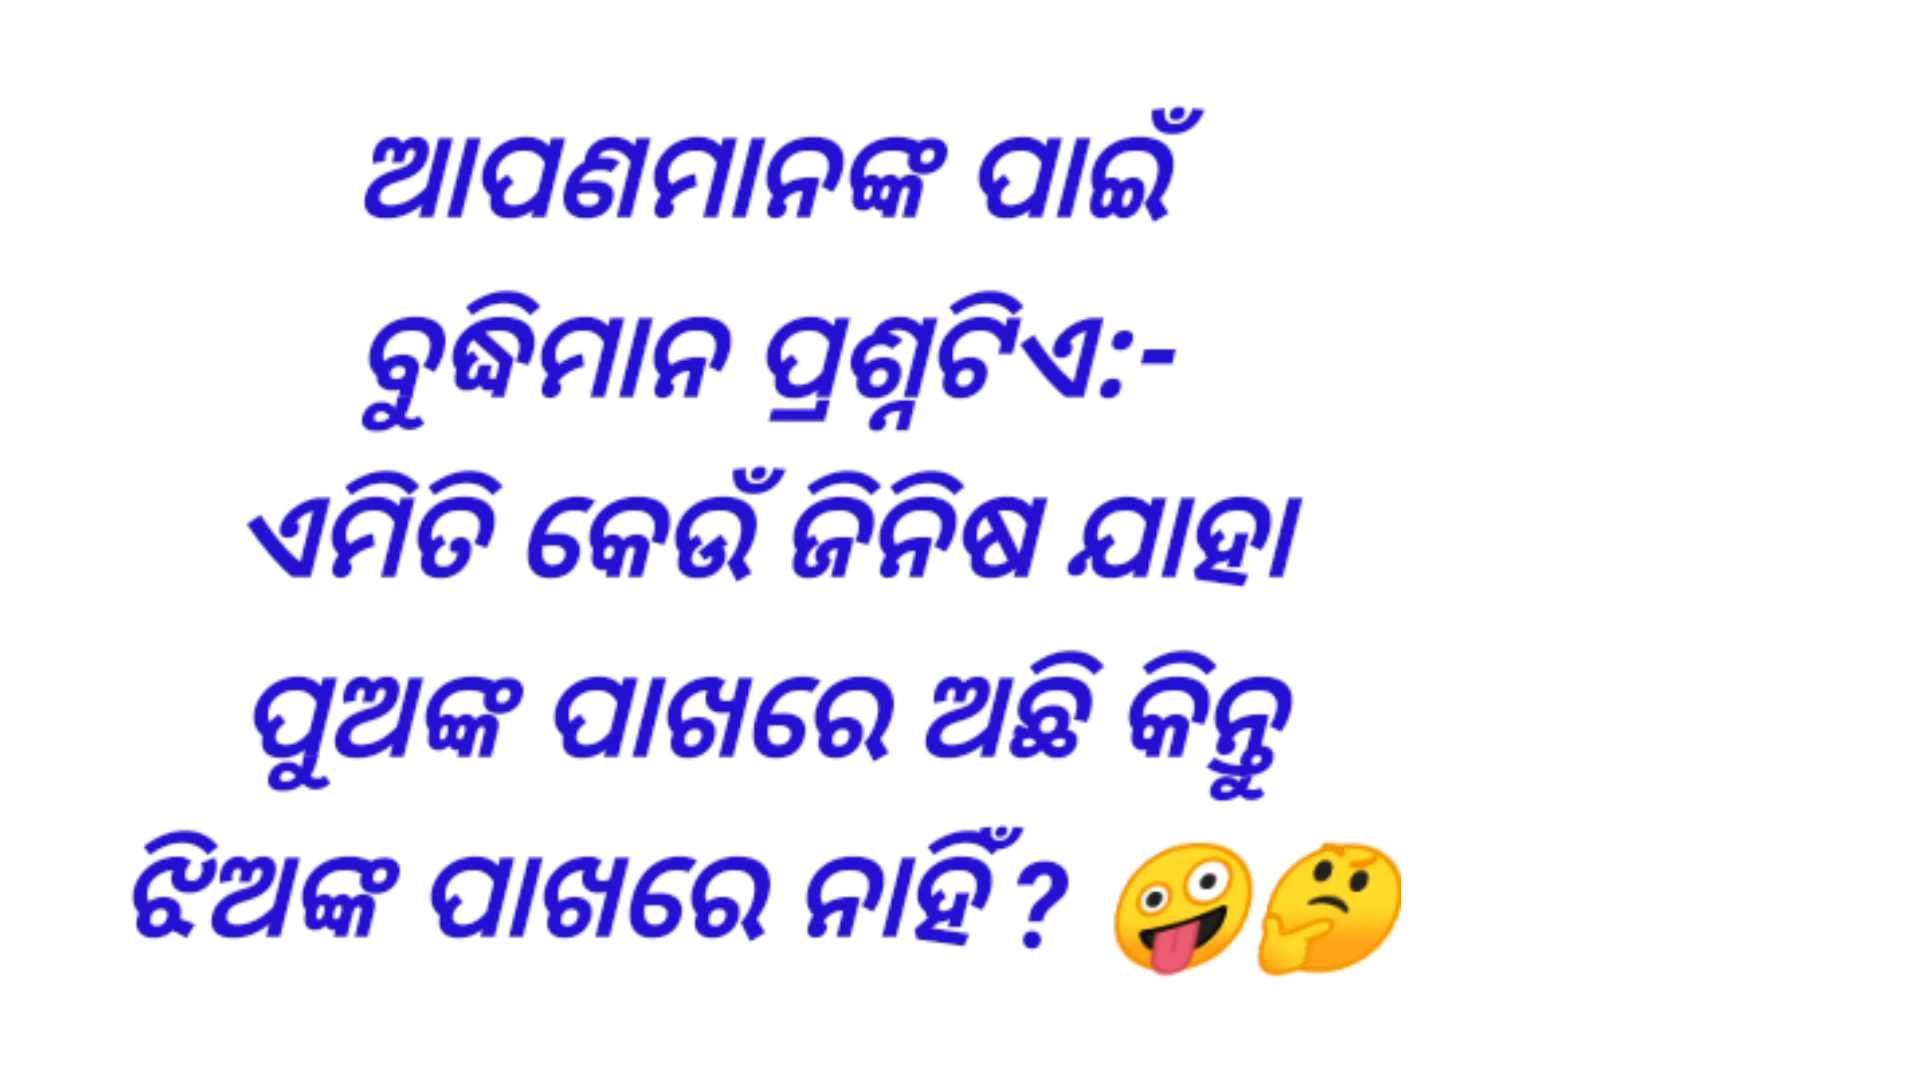 ଆପଣମାନଙ୍କ ପାଇଁ
ବୁଦ୍ଧିମାନ ପ୍ରଶ୍ନଟିଏ:-
ଏମିତି କେଉଁ ଜିନିଷ ଯାହା
ପୁଅଙ୍କ ପାଖରେ ଅଛି କିନ୍ତୁ
ଝିଅଙ୍କ ପାଖରେ ନାହିଁ? 🤪🤔